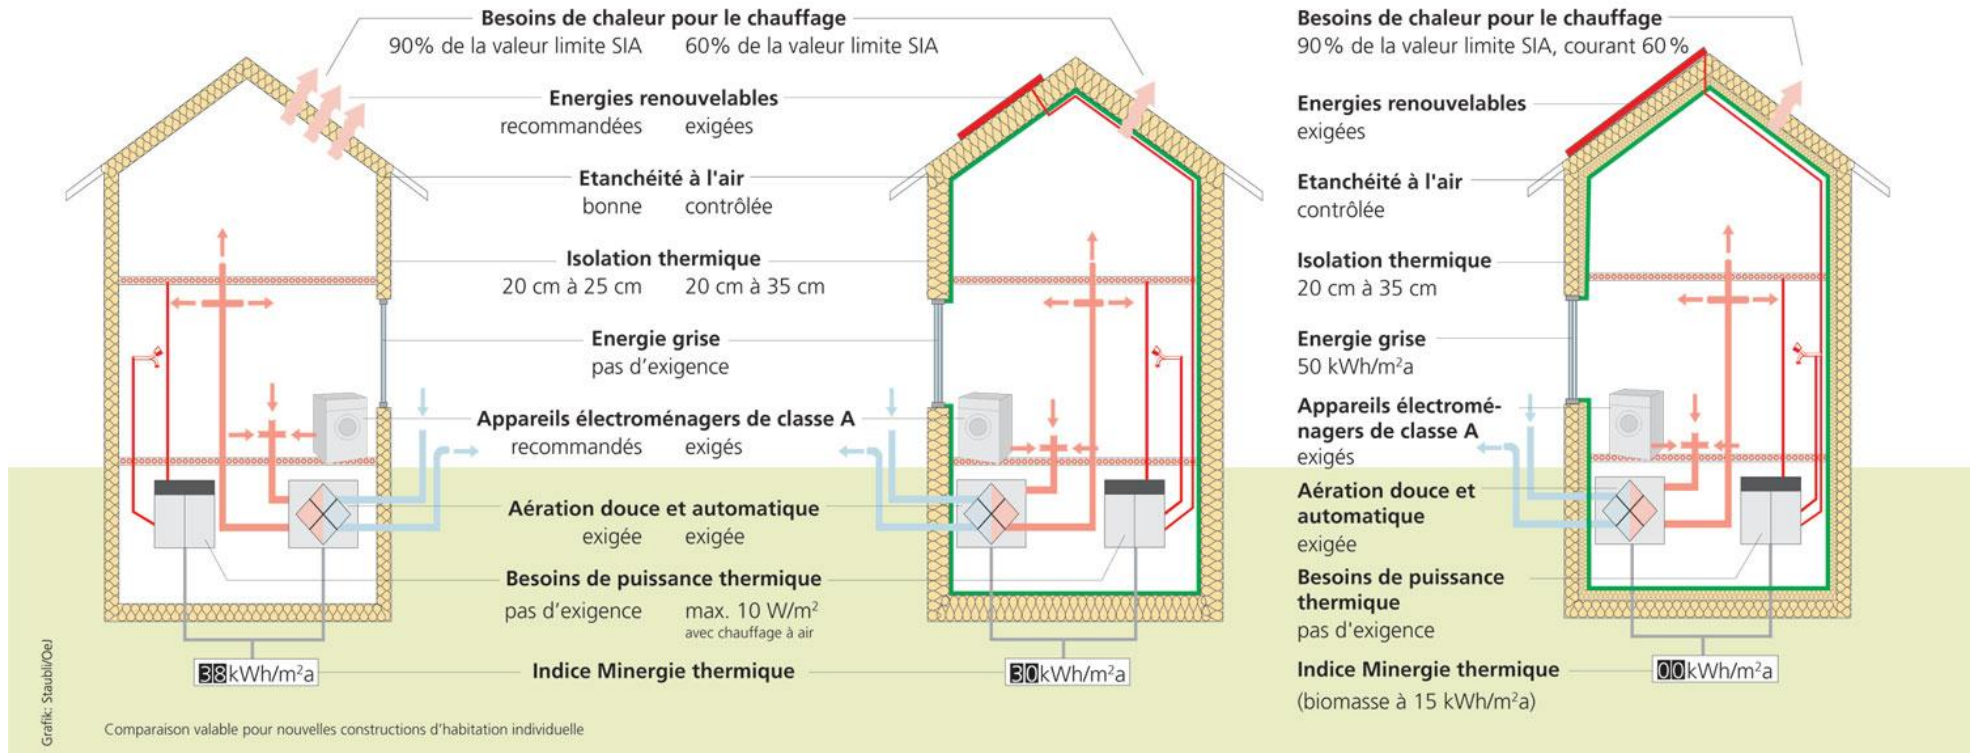 Besoins de chaleur pour le chauffage
90% de la valeur limite SIA 60% de la valeur limite SIA
Energies renouvelables
recommandées exigées
Etanchéité à l'air
bonne contrôlée
Isolation thermique
20 cm à 25 cm 20 cm à 35 cm
Energie grise
pas d'exigence
Appareils électroménagers de classe A
recommandés exigés
Aération douce et automatique
exigée exigée
Besoins de puissance thermique
pas d'exigence max. 10 W/m²
avec chauffage à air
38kWh/m²a Indice Minergie thermique 30kWh/m²a
Comparaison valable pour nouvelles constructions d'habitation individuelle
Grafik: Staubli/OeJ
Besoins de chaleur pour le chauffage
90% de la valeur limite SIA, courant 60%
Energies renouvelables
exigées
Etanchéité à l'air
contrôlée
Isolation thermique
20 cm à 35 cm
Energie grise
50 kWh/m²a
Appareils électromé-
nagers de classe A
exigés
Aération douce et
automatique
exigée
Besoins de puissance
thermique
pas d'exigence
Indice Minergie thermique 00kWh/m²a
(biomasse à 15 kWh/m²a)